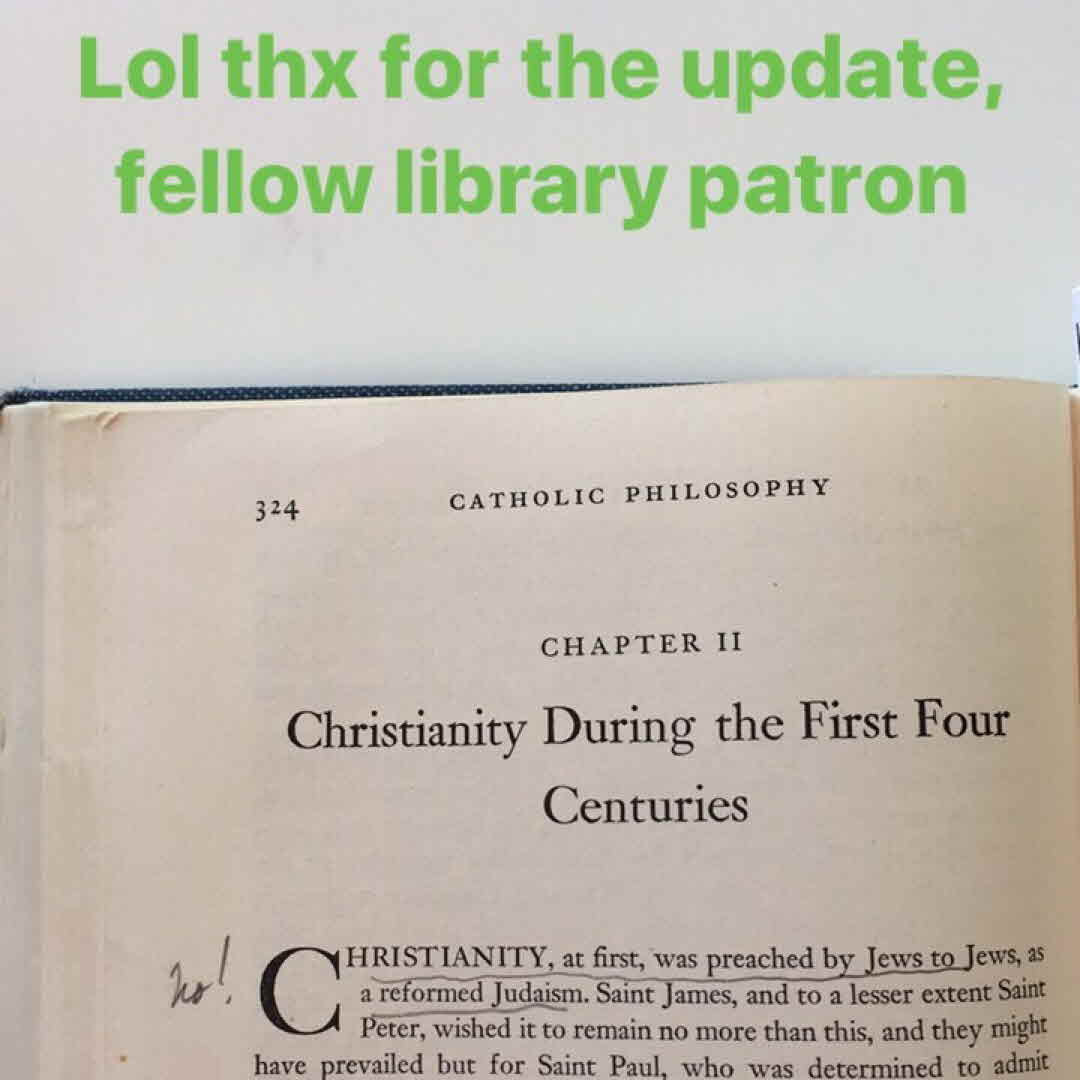 Lol thx for the update,
fellow library patron
324 CATHOLIC PHILOSOPHY
CHAPTER II
Christianity During the First Four
Centuries
no!
CHRISTIANITY, at first, was preached by Jews to Jews, as
a reformed Judaism. Saint James, and to a lesser extent Saint
Peter, wished it to remain no more than this, and they might
have prevailed but for Saint Paul, who was determined to admit